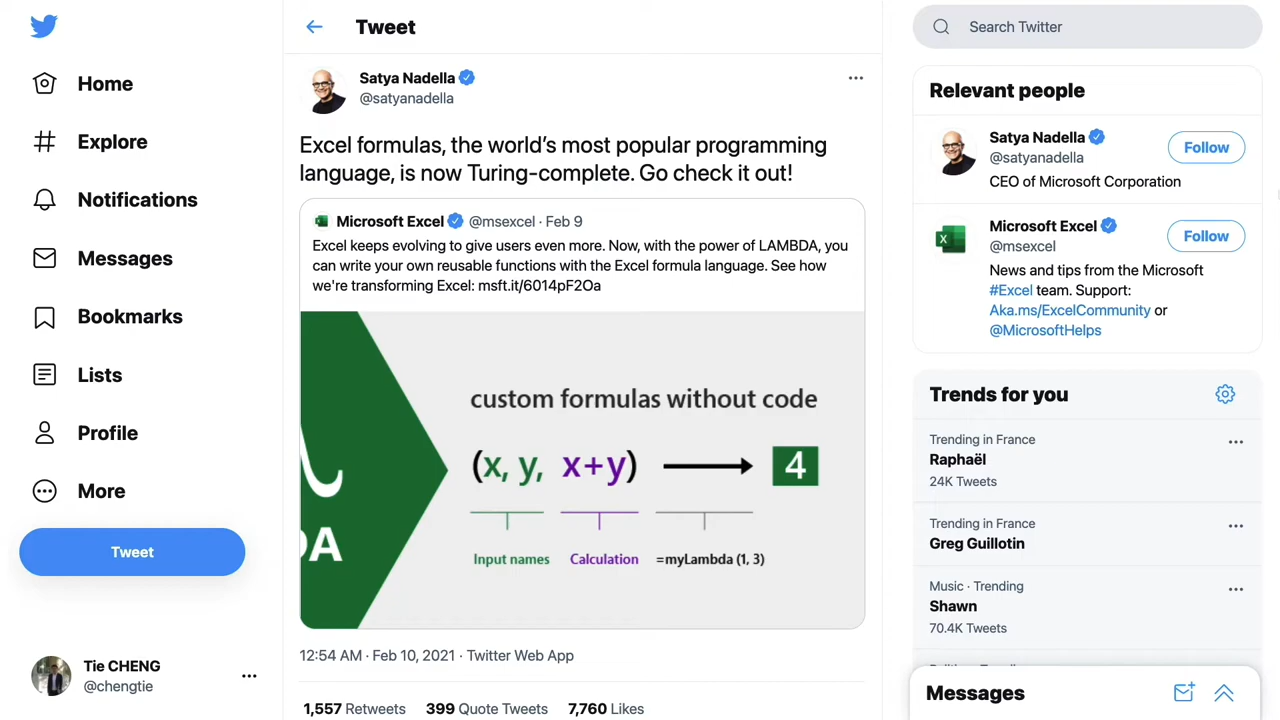 Home
Explore
Notifications
Messages
Bookmarks
Lists
Profile
More
Tweet
Tie CHENG
@chengtie
Tweet
Satya Nadella
@satyanadella
Excel formulas, the world’s most popular programming
language, is now Turing-complete. Go check it out!
Microsoft Excel @msexcel · Feb 9
Excel keeps evolving to give users even more. Now, with the power of LAMBDA, you
can write your own reusable functions with the Excel formula language. See how
we're transforming Excel: msft.it/6014pF2Oa
DA
custom formulas without code
(x, y, x+y) 4
Input names Calculation =myLambda (1, 3)
12:54 AM · Feb 10, 2021 · Twitter Web App
1,557 Retweets 399 Quote Tweets 7,760 Likes
Search Twitter
Relevant people
Satya Nadella
@satyanadella
Follow
CEO of Microsoft Corporation
Microsoft Excel
@msexcel
Follow
News and tips from the Microsoft
#Excel team. Support:
Aka.ms/ExcelCommunity or
@MicrosoftHelps
Trends for you
Trending in France
Raphaël
24K Tweets
Trending in France
Greg Guillotin
Music · Trending
Shawn
70.4K Tweets
Messages